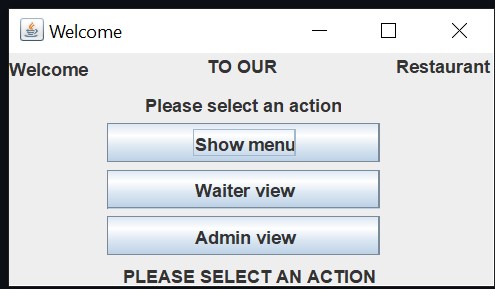 Welcome
Welcome TO OUR Restaurant
Please select an action
Show menu
Waiter view
Admin view
PLEASE SELECT AN ACTION